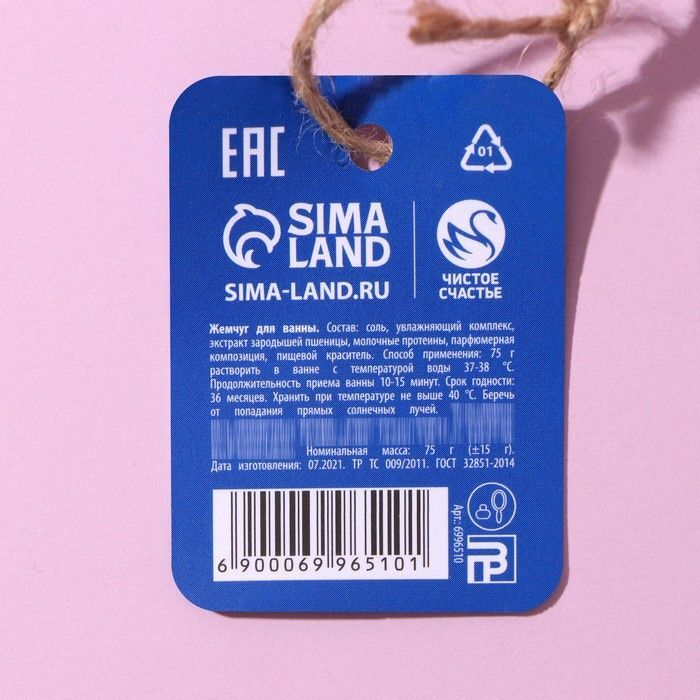 EAC
01
SIMA
LAND
SIMA-LAND.RU
ЧИСТОЕ
СЧАСТЬЕ
Жемчуг для ванны. Состав: соль, увлажняющий комплекс,
экстракт зародышей пшеницы, молочные протеины, парфюмерная
композиция, пищевой краситель. Способ применения: 75 г
растворить в ванне с температурой воды 37-38 °С.
Продолжительность приема ванны 10-15 минут. Срок годности:
36 месяцев. Хранить при температуре не выше 40 °С. Беречь
от попадания прямых солнечных лучей.
Номинальная масса: 75 г (±15 г).
Дата изготовления: 07.2021. ТР ТС 009/2011. ГОСТ 32851-2014
6 900069 965101
Арт.: 6996510